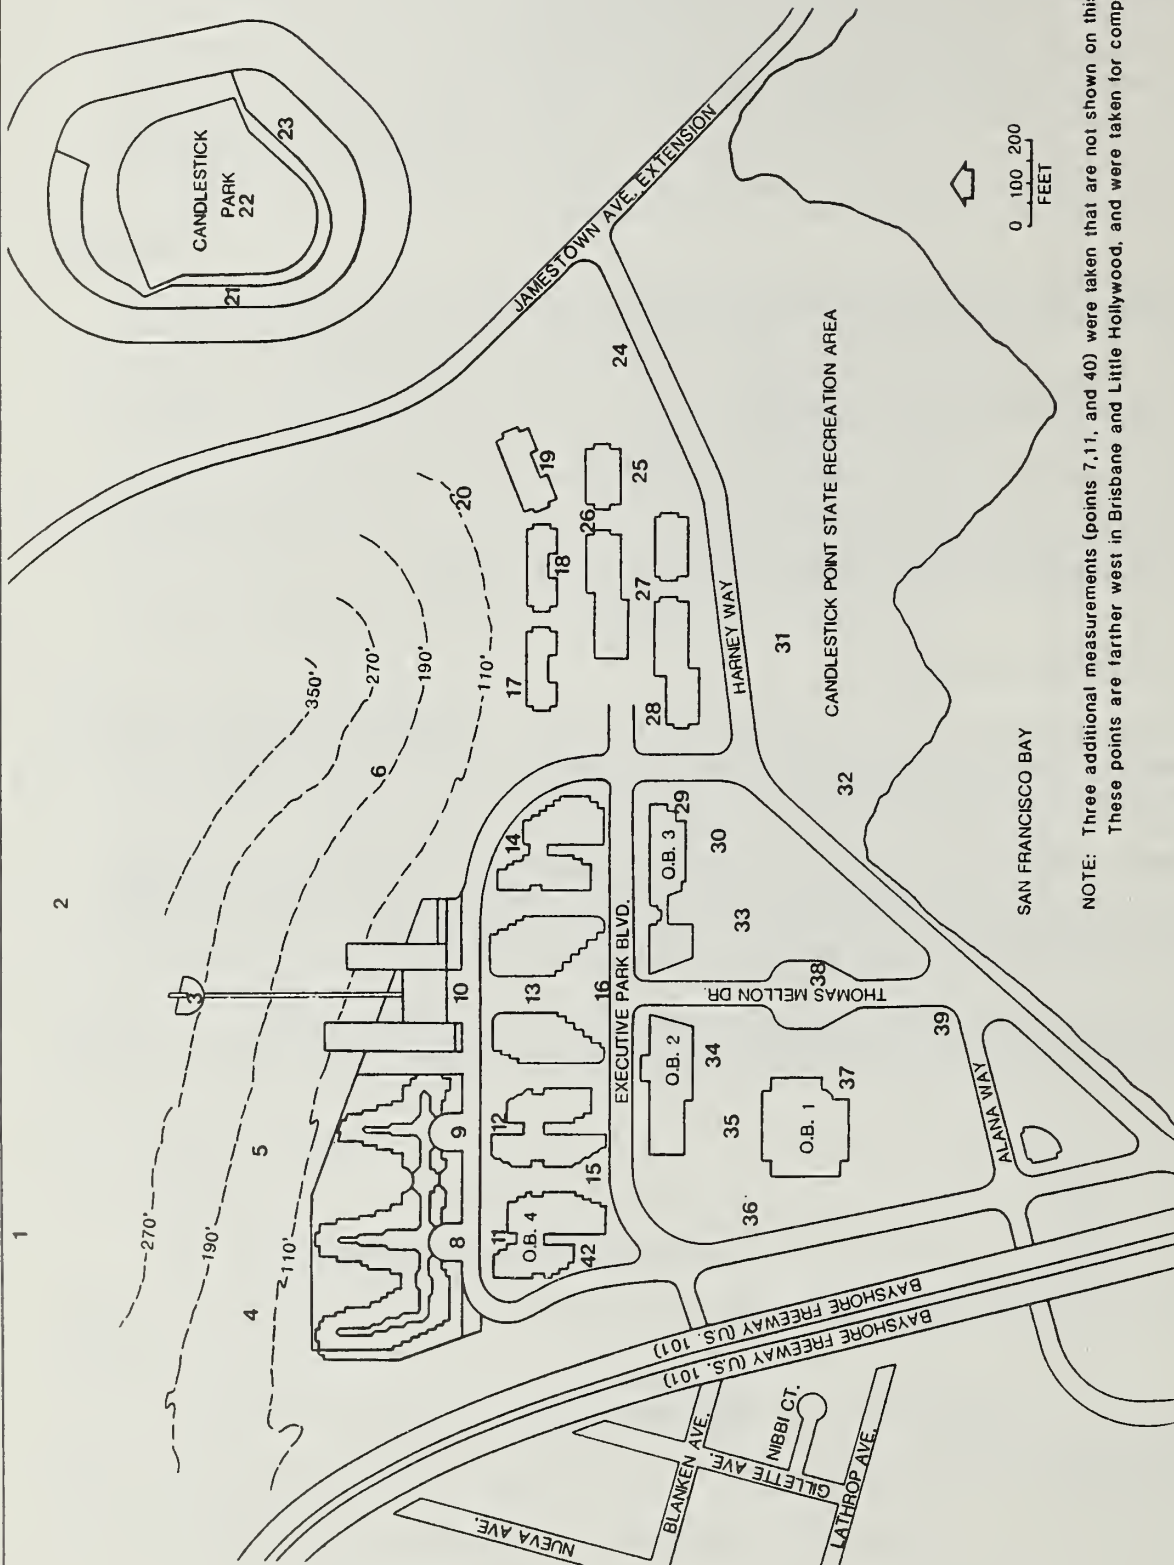 1
2
3
4
5
6
350'
270'
270'
190'
190'
110'
110'
CANDLESTICK
PARK
22
21
23
JAMESTOWN AVE. EXTENSION
8
9
10
11
O.B. 4
42
12
15
13
16
14
17
18
19
20
24
25
26
27
28
EXECUTIVE PARK BLVD.
HARNEY WAY
CANDLESTICK POINT STATE RECREATION AREA
O.B. 3
29
30
31
32
33
O.B. 2
34
35
36
O.B. 1
37
38
39
THOMAS MELLON DR.
ALANA WAY
BAYSHORE FREEWAY (U.S. 101)
BAYSHORE FREEWAY (U.S. 101)
NUEVA AVE.
BLANKEN AVE.
GILLETTE AVE.
NIBBI CT.
LATHROP AVE.
SAN FRANCISCO BAY
0 100 200
FEET
NOTE: Three additional measurements (points 7,11, and 40) were taken that are not shown on
These points are farther west in Brisbane and Little Hollywood, and were taken for